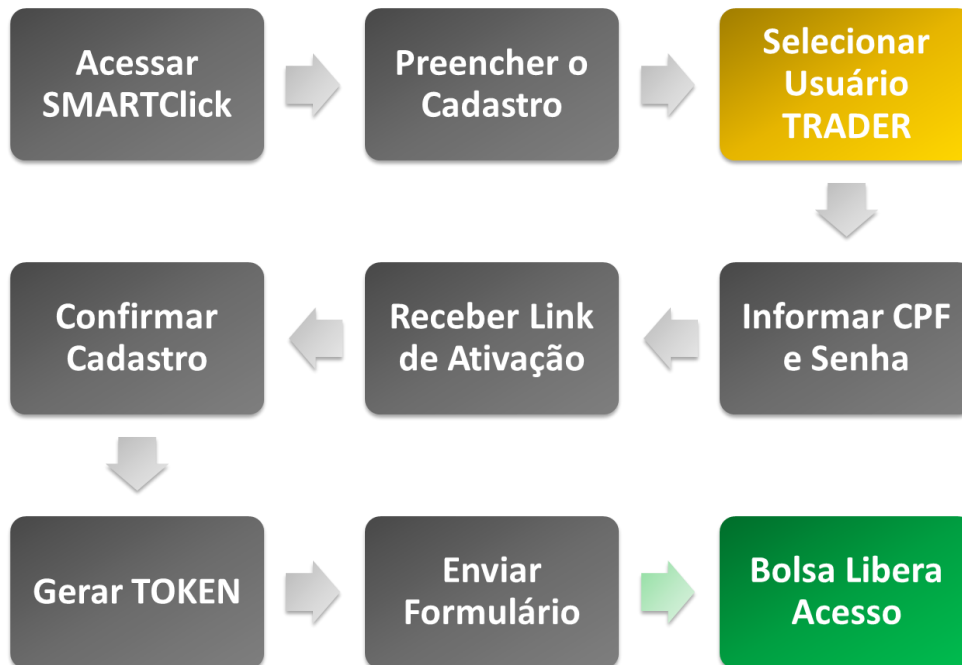 Acessar
SMARTClick
Preencher o
Cadastro
Selecionar
Usuário
TRADER
Informar CPF
e Senha
Receber Link
de Ativação
Confirmar
Cadastro
Gerar TOKEN
Enviar
Formulário
Bolsa Libera
Acesso